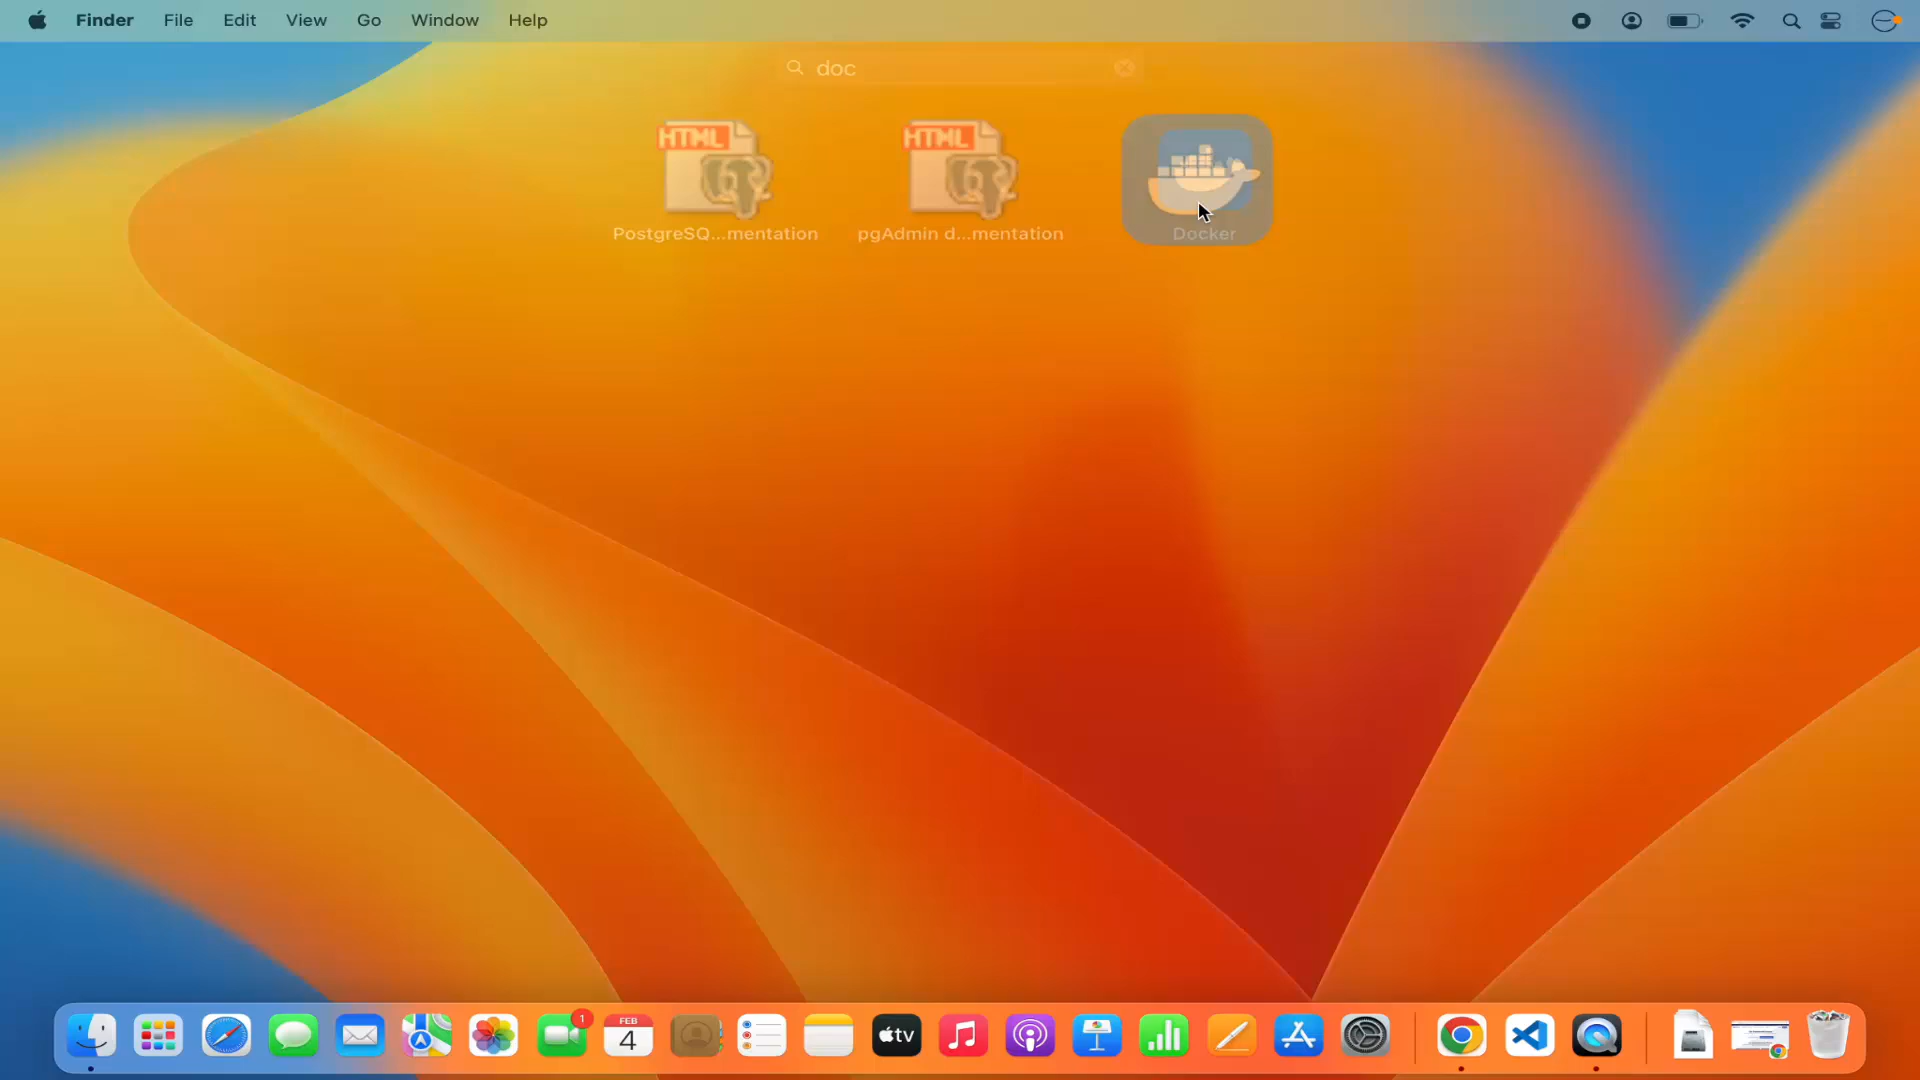 Finder File Edit View Go Window Help
doc
HTML HTML
PostgreSQ...mentation pgAdmin d...mentation Docker
1
FEB
4
tv